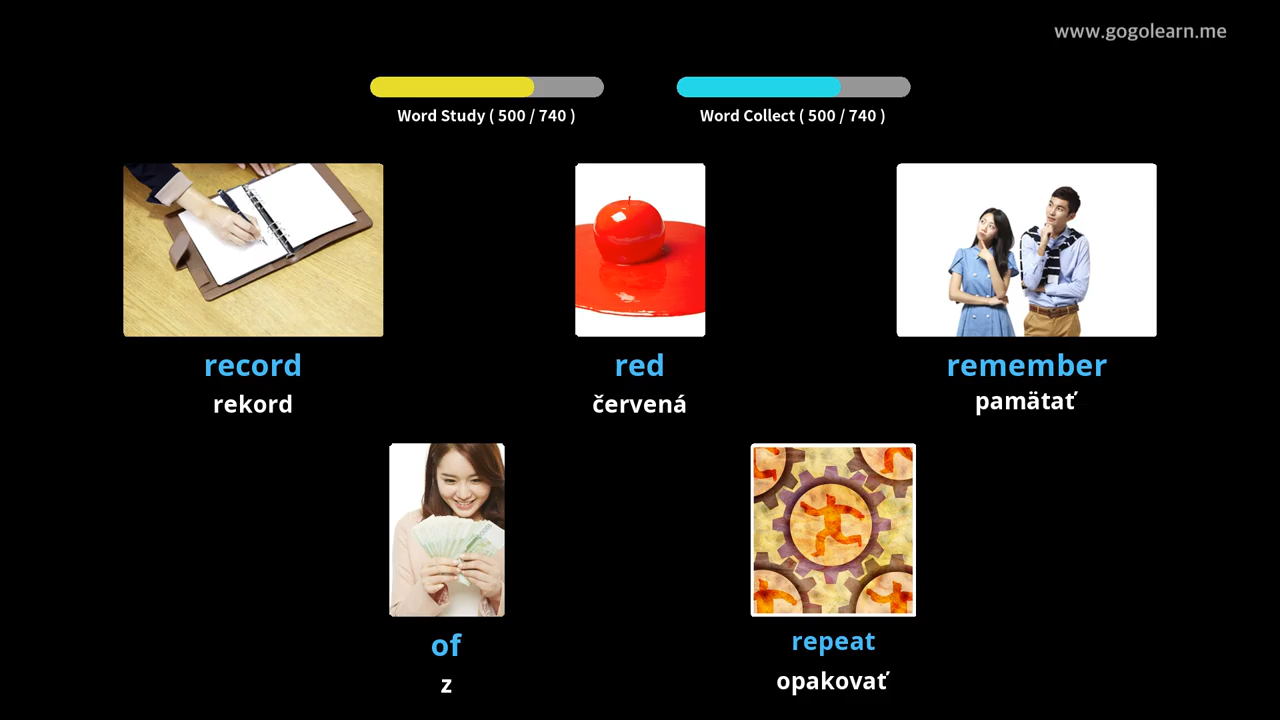 www.gogolearn.me
Word Study ( 500 / 740 )
Word Collect ( 500 / 740 )
record
rekord
red
červená
remember
pamätať
of
z
repeat
opakovať